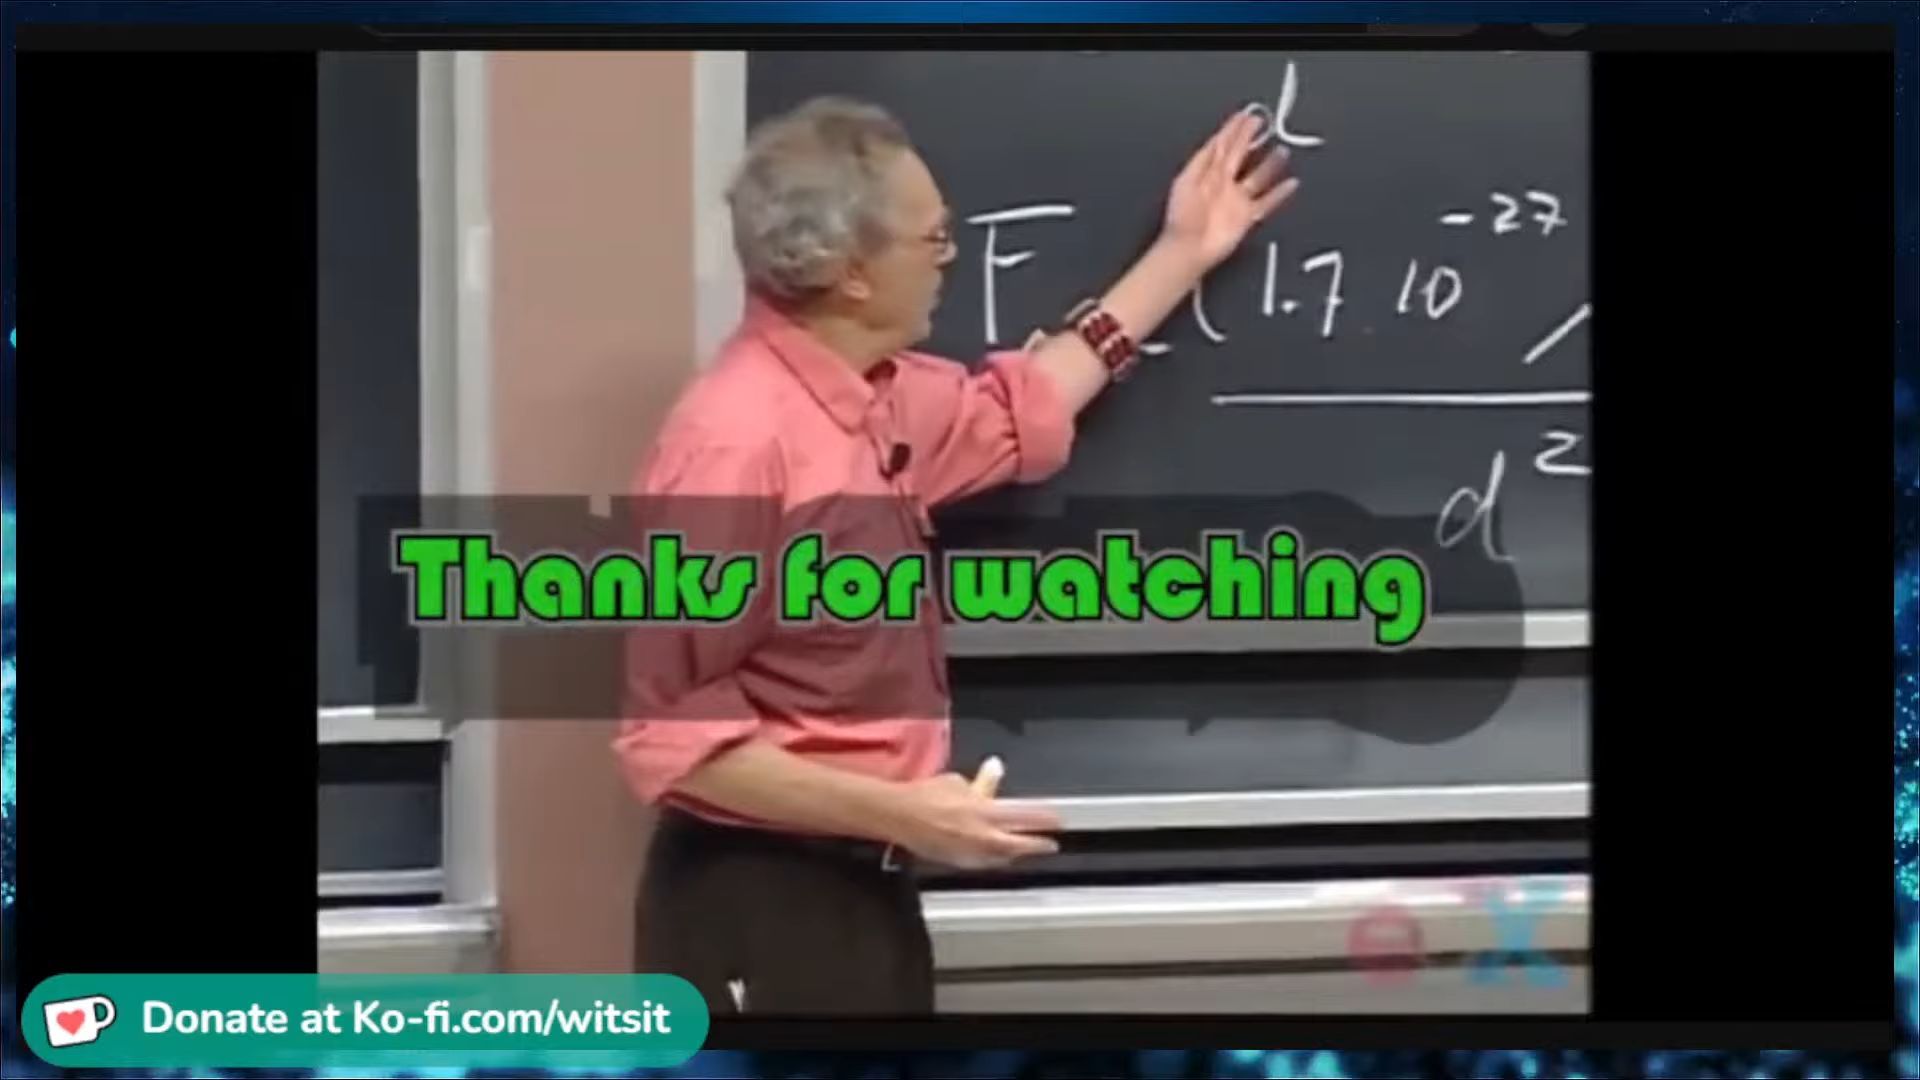 d
F (1.7 10-27
d2
Thanks for watching
Donate at Ko-fi.com/witsit